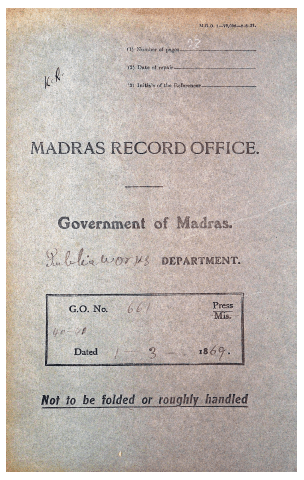 (1) Number of pages
(2) Date of repair
(3) Initials of the Referencer
K.R.
MADRAS RECORD OFFICE.
Government of Madras.
Public works DEPARTMENT.
G.O. No. 661 Press
Mis.
Dated 1 - 3 - 1869.
Not to be folded or roughly handled